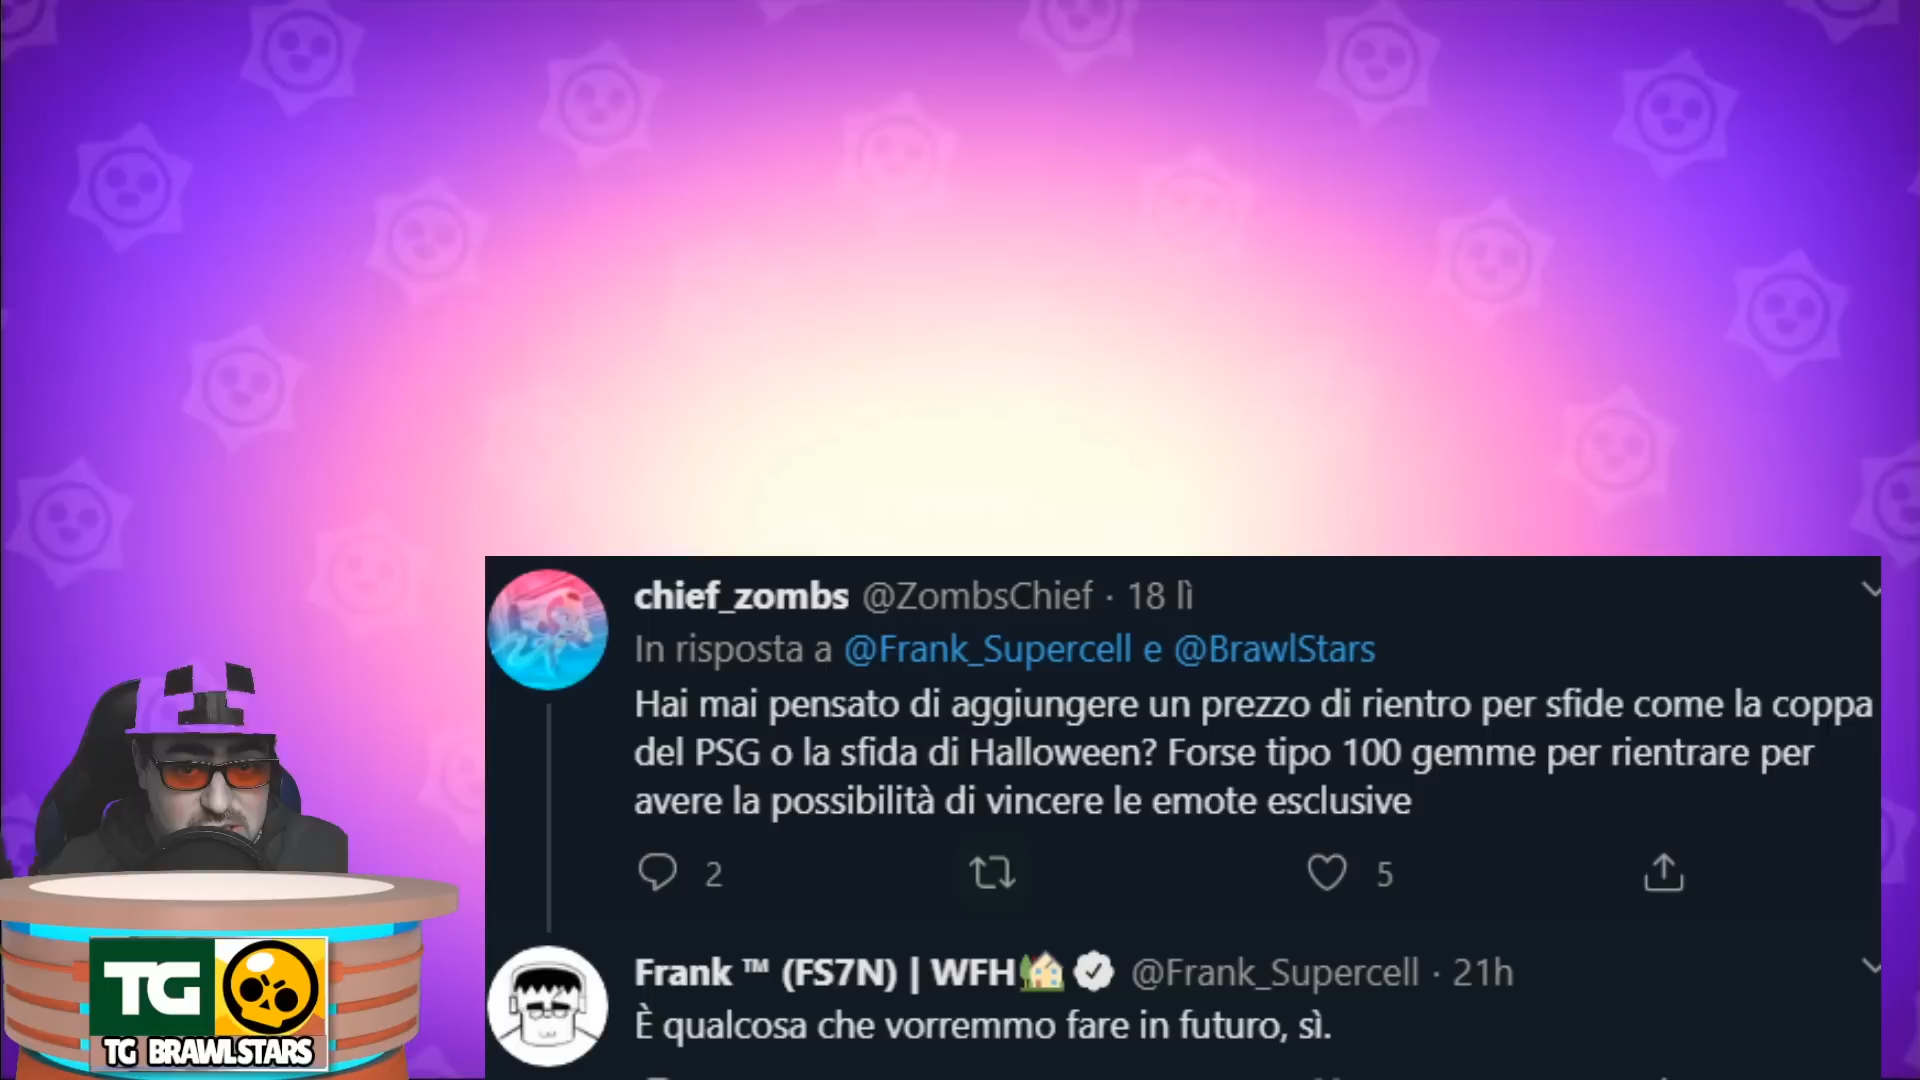 chief_zombs @ZombsChief · 18 lì
In risposta a @Frank_Supercell e @BrawlStars
Hai mai pensato di aggiungere un prezzo di rientro per sfide come la coppa
del PSG o la sfida di Halloween? Forse tipo 100 gemme per rientrare per
avere la possibilità di vincere le emote esclusive
2 5
Frank ™ (FS7N) | WFH🏡 @Frank_Supercell · 21h
È qualcosa che vorremmo fare in futuro, sì.
TG
TG BRAWLSTARS